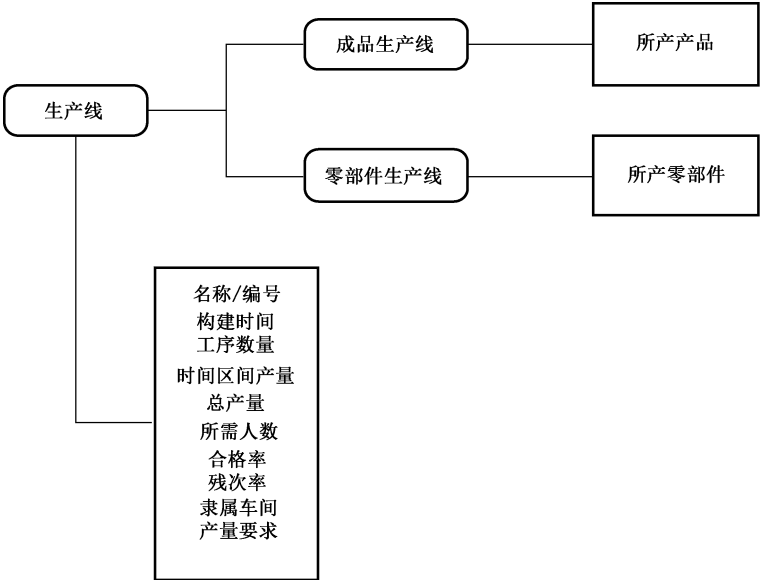 成品生产线
所产产品
生产线
零部件生产线
所产零部件
名称/编号
构建时间
工序数量
时间区间产量
总产量
所需人数
合格率
残次率
隶属车间
产量要求